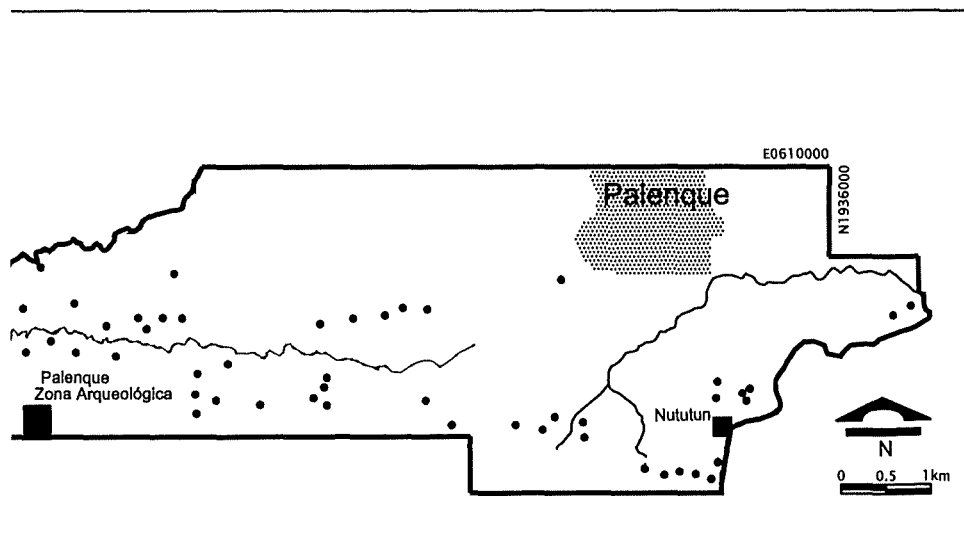 E0610000
N1936000
Palenque
Palenque
Zona Arqueológica
Nututun
N
0 0.5 1km